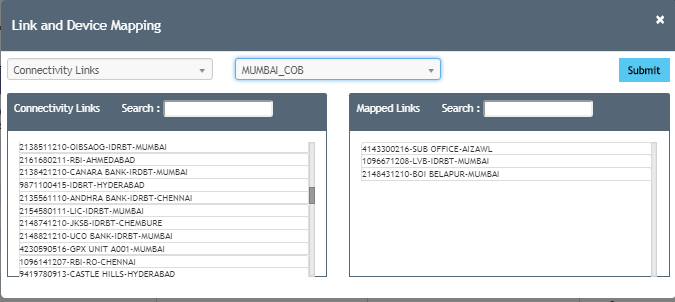 Link and Device Mapping ×
Connectivity Links MUMBAI_COB Submit
Connectivity Links Search : Mapped Links Search :
2138511210-OIBSAOG-IDRBT-MUMBAI
2161680211-RBI-AHMEDABAD
2138421210-CANARA BANK-IRDBT-MUMBAI
9871100415-IDBRT-HYDERABAD
2135561110-ANDHRA BANK-IDRBT-CHENNAI
2154580111-LIC-IDRBT-MUMBAI
2148741210-JKSB-IDRBT-CHEMBURE
2148821210-UCO BANK-IDRBT-MUMBAI
4230590516-GPX UNIT A001-MUMBAI
1096141207-RBI-RO-CHENNAI
9419780913-CASTLE HILLS-HYDERABAD
4143300216-SUB OFFICE-AIZAWL
1096671208-LVB-IDRBT-MUMBAI
2148431210-BOI BELAPUR-MUMBAI